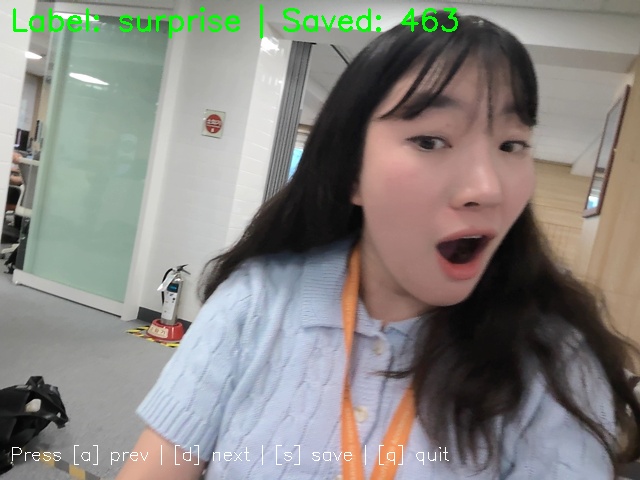 Label: surprise | Saved: 463
Press [a] prev | [d] next | [s] save | [q] quit